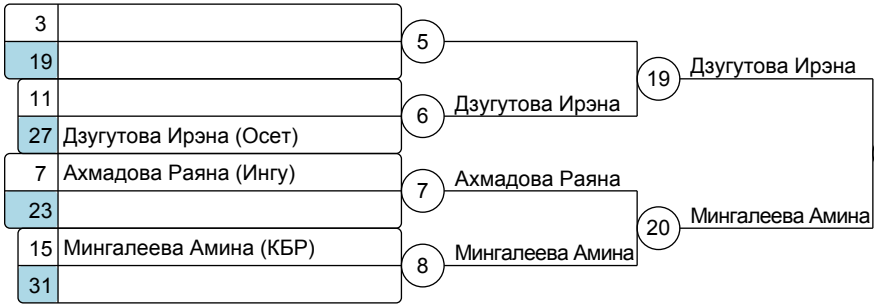 3
19
5
11
27 Дзугутова Ирэна (Осет)
6
Дзугутова Ирэна
19
Дзугутова Ирэна
7 Ахмадова Раяна (Ингу)
23
7
Ахмадова Раяна
15 Мингалеева Амина (КБР)
31
8
Мингалеева Амина
20
Мингалеева Амина